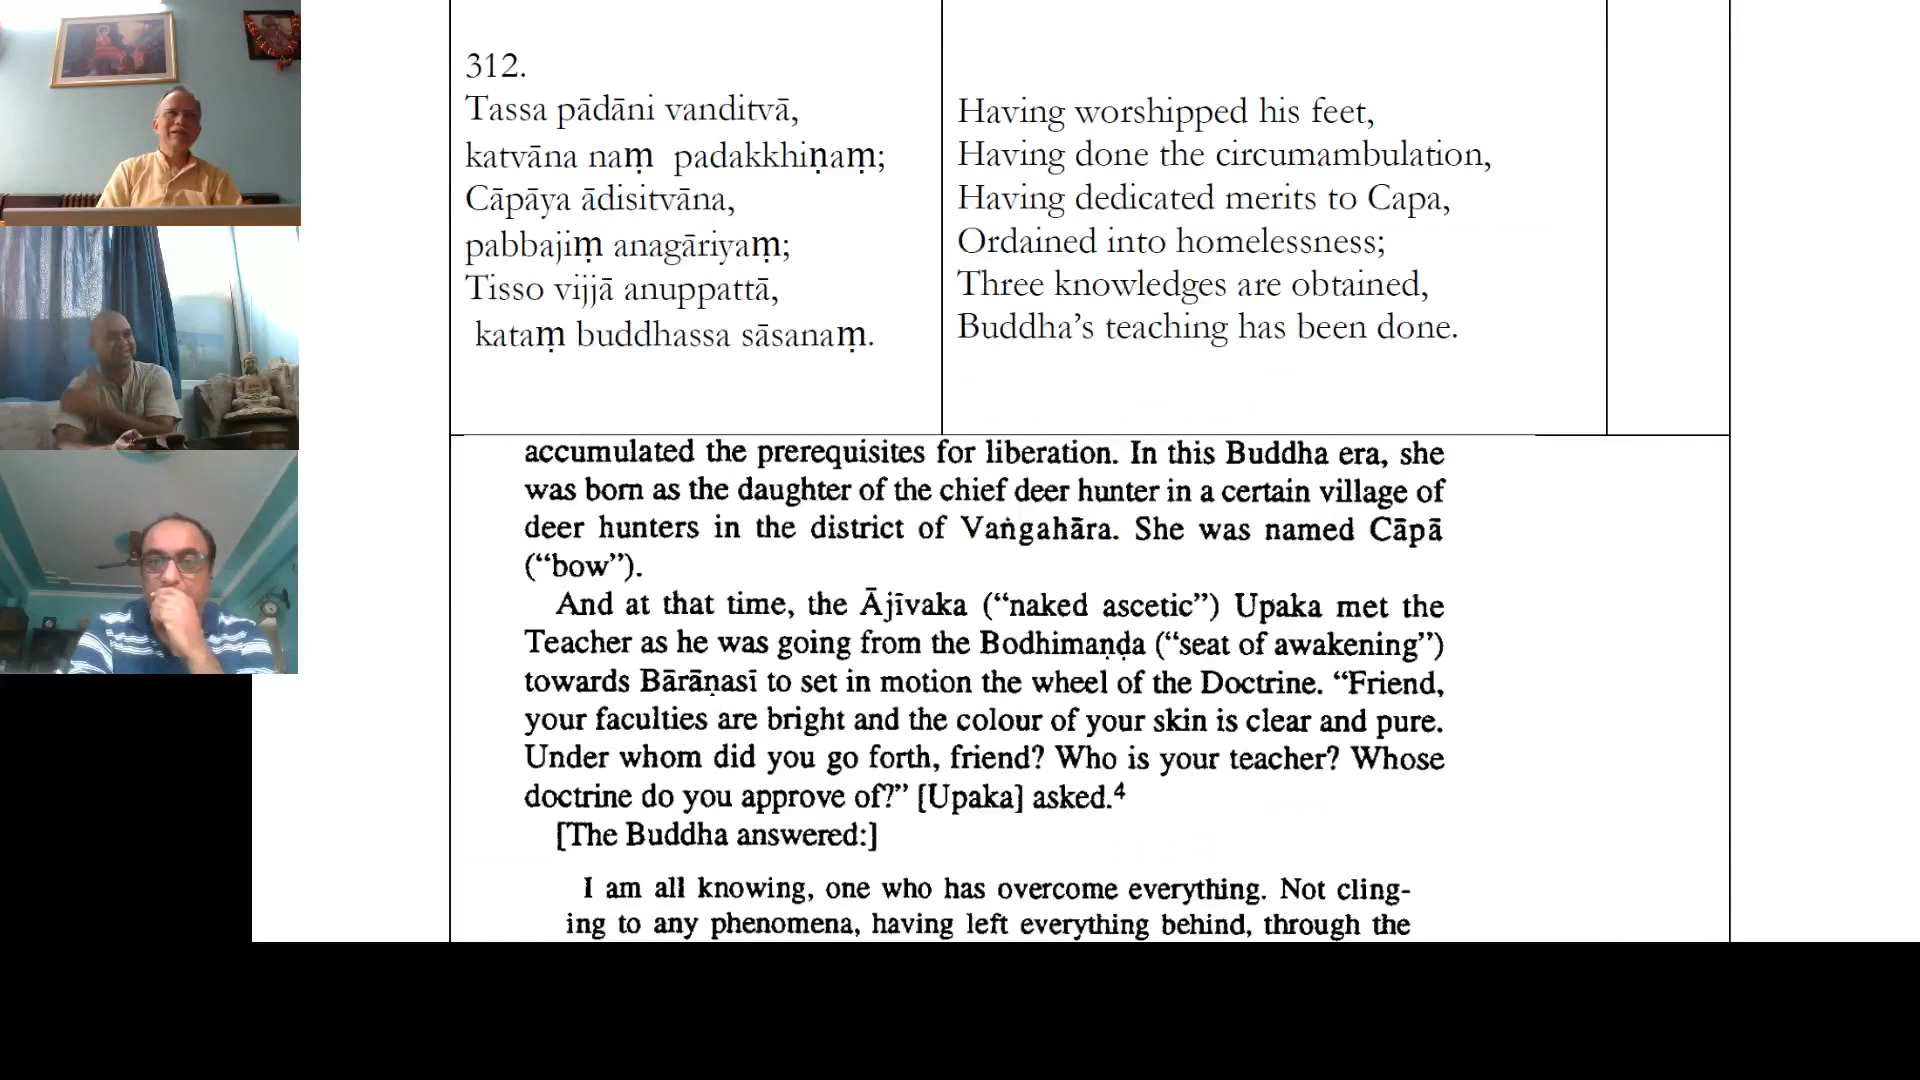 312.
Tassa pādāni vanditvā,
katvāna naṃ padakkhiṇaṃ;
Cāpāya ādisitvāna,
pabbajiṃ anagāriyaṃ;
Tisso vijjā anuppattā,
kataṃ buddhassa sāsanaṃ.
Having worshipped his feet,
Having done the circumambulation,
Having dedicated merits to Capa,
Ordained into homelessness;
Three knowledges are obtained,
Buddha’s teaching has been done.
accumulated the prerequisites for liberation. In this Buddha era, she
was born as the daughter of the chief deer hunter in a certain village of
deer hunters in the district of Vaṅgahāra. She was named Cāpā
(“bow”).
And at that time, the Ājīvaka (“naked ascetic”) Upaka met the
Teacher as he was going from the Bodhimaṇḍa (“seat of awakening”)
towards Bārāṇasī to set in motion the wheel of the Doctrine. “Friend,
your faculties are bright and the colour of your skin is clear and pure.
Under whom did you go forth, friend? Who is your teacher? Whose
doctrine do you approve of?” [Upaka] asked.⁴
[The Buddha answered:]
I am all knowing, one who has overcome everything. Not cling-
ing to any phenomena, having left everything behind, through the